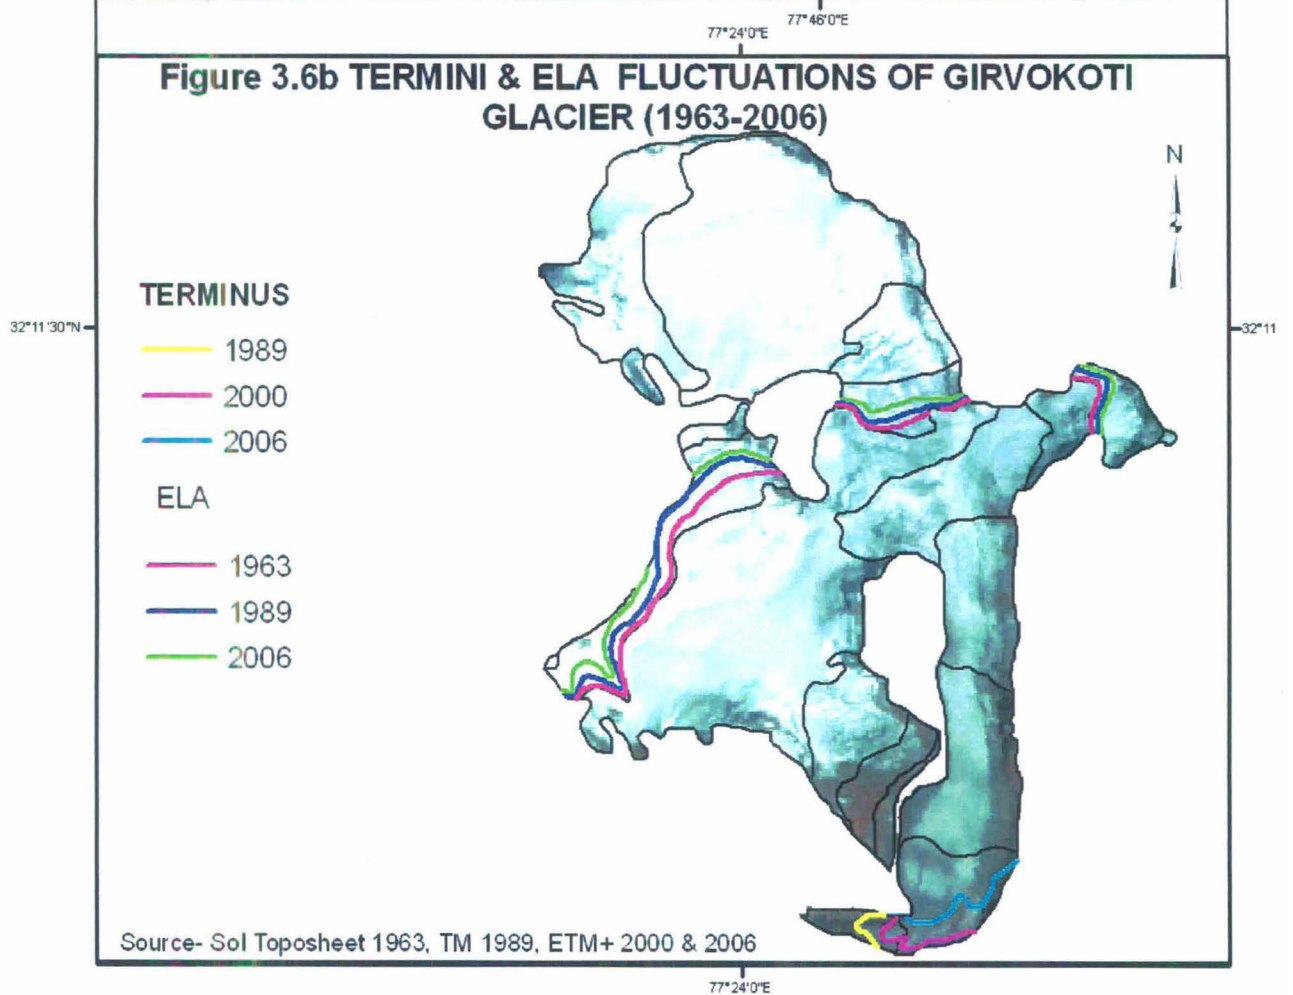 77°46'0"E
77°24'0"E
Figure 3.6b TERMINI & ELA FLUCTUATIONS OF GIRVOKOTI
GLACIER (1963-2006)
N
TERMINUS
32°11'30"N
32°11
1989
2000
2006
ELA
1963
1989
2006
Source- SoI Toposheet 1963, TM 1989, ETM+ 2000 & 2006
77°24'0"E